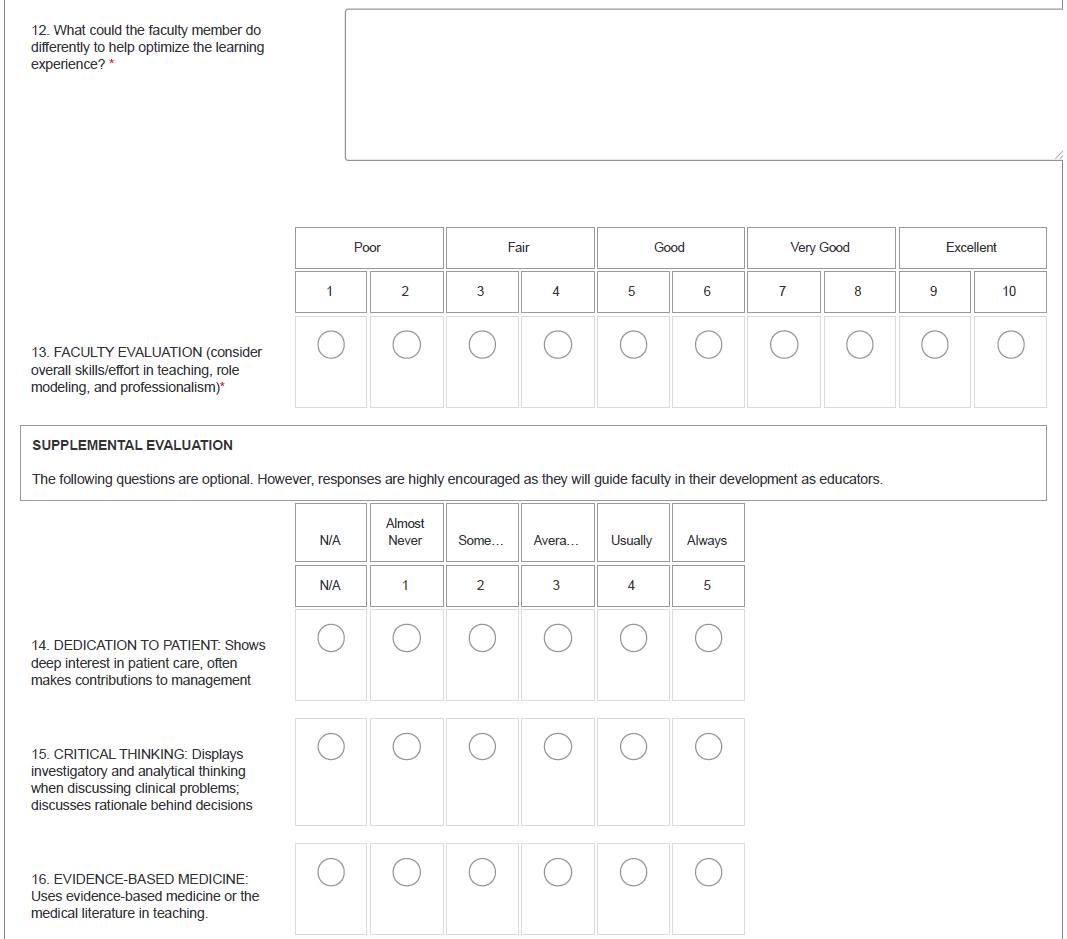 12. What could the faculty member do
differently to help optimize the learning
experience? *
Poor Fair Good Very Good Excellent
1 2 3 4 5 6 7 8 9 10
13. FACULTY EVALUATION (consider
overall skills/effort in teaching, role
modeling, and professionalism)*
SUPPLEMENTAL EVALUATION
The following questions are optional. However, responses are highly encouraged as they will guide faculty in their development as educators.
N/A Almost Never Some... Avera... Usually Always
N/A 1 2 3 4 5
14. DEDICATION TO PATIENT: Shows
deep interest in patient care, often
makes contributions to management
15. CRITICAL THINKING: Displays
investigatory and analytical thinking
when discussing clinical problems;
discusses rationale behind decisions
16. EVIDENCE-BASED MEDICINE:
Uses evidence-based medicine or the
medical literature in teaching.